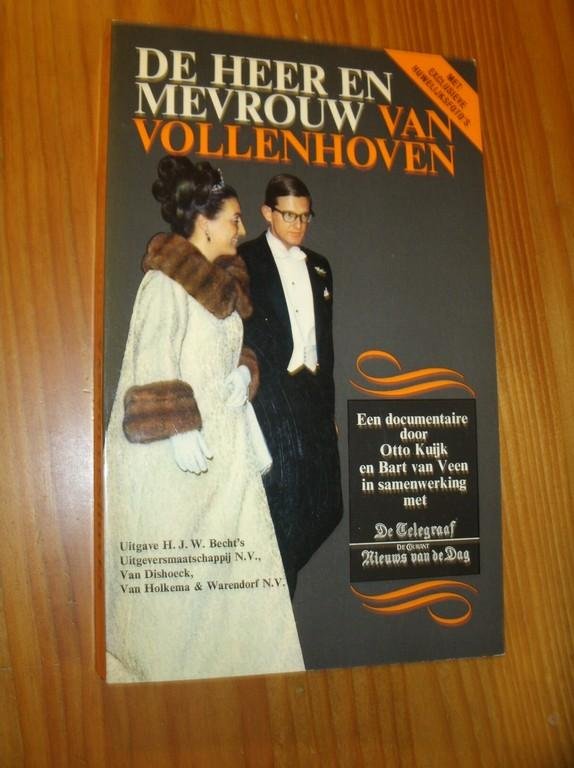 DE HEER EN
MEVROUW VAN
VOLLENHOVEN
MET
EXCLUSIEVE
HUWELIJKSFOTO'S
Een documentaire
door
Otto Kuijk
en Bart van Veen
in samenwerking
met
De Telegraaf
DE COURANT
Nieuws van de Dag
Uitgave H. J. W. Becht's
Uitgeversmaatschappij N.V.,
Van Dishoeck,
Van Holkema & Warendorf N.V.